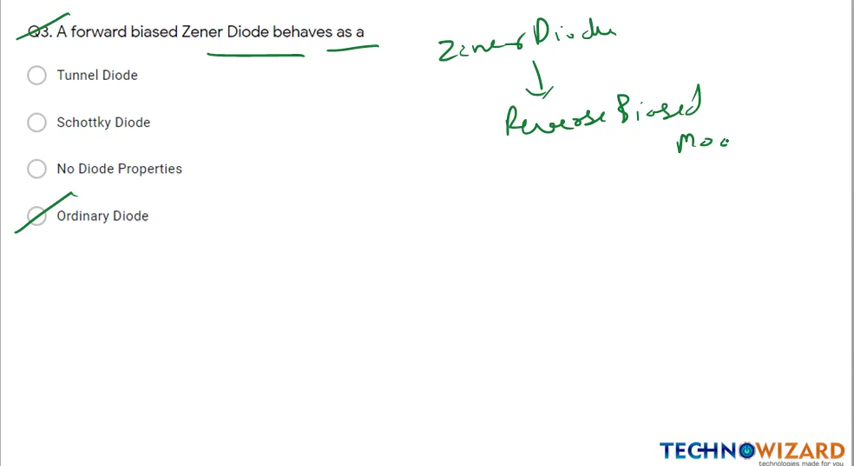 Q3. A forward biased Zener Diode behaves as a
Tunnel Diode
Schottky Diode
No Diode Properties
Ordinary Diode
Zener Diode
Reverse Biased
Mod
TECHNOWIZARD
technologies made for you